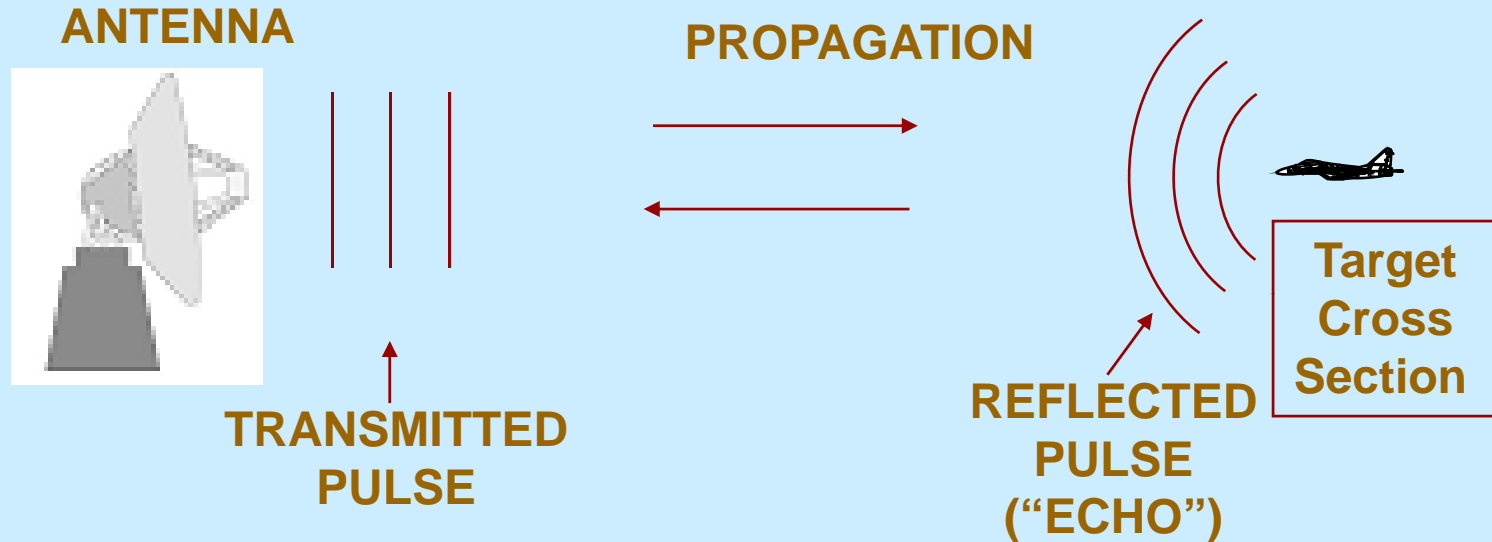 ANTENNA
PROPAGATION
TRANSMITTED
PULSE
REFLECTED
PULSE
(“ECHO”)
Target
Cross
Section